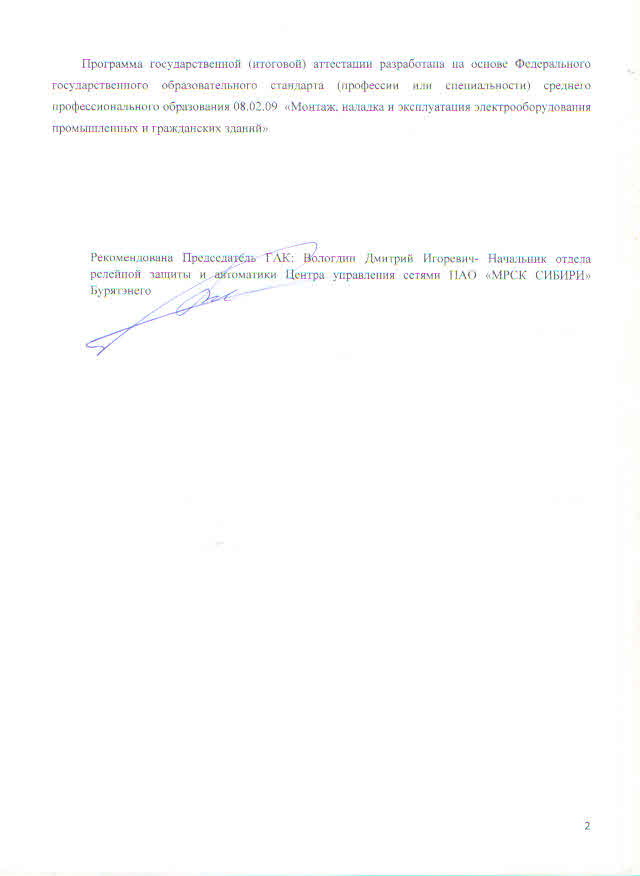 Программа государственной (итоговой) аттестации разработана на основе Федерального
государственного образовательного стандарта (профессии или специальности) среднего
профессионального образования 08.02.09 «Монтаж, наладка и эксплуатация электрооборудования
промышленных и гражданских зданий»
Рекомендована Председатель ГАК: Вологдин Дмитрий Игоревич- Начальник отдела
релейной защиты и автоматики Центра управления сетями ПАО «МРСК СИБИРИ»
Бурятэнего
2